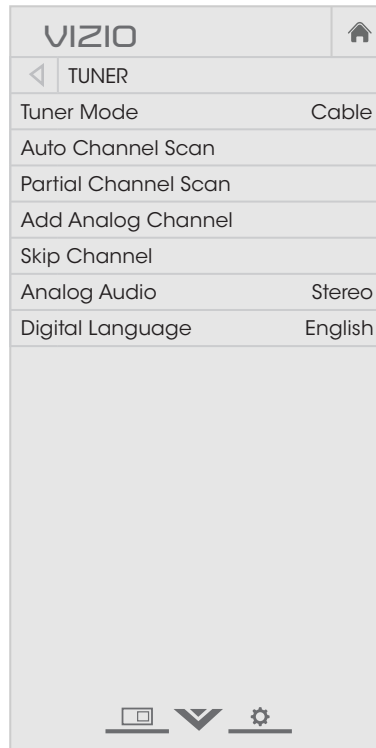 VIZIO
TUNER
Tuner Mode Cable
Auto Channel Scan
Partial Channel Scan
Add Analog Channel
Skip Channel
Analog Audio Stereo
Digital Language English